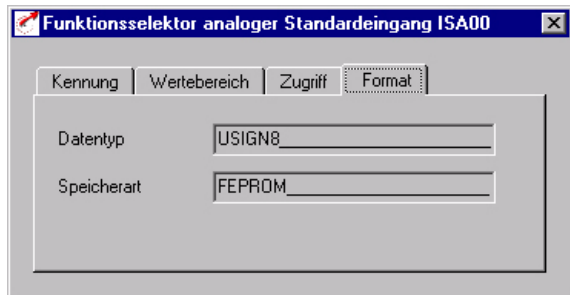 Funktionsselektor analoger Standardeingang ISA00
Kennung Wertebereich Zugriff Format
Datentyp USIGN8
Speicherart FEPROM